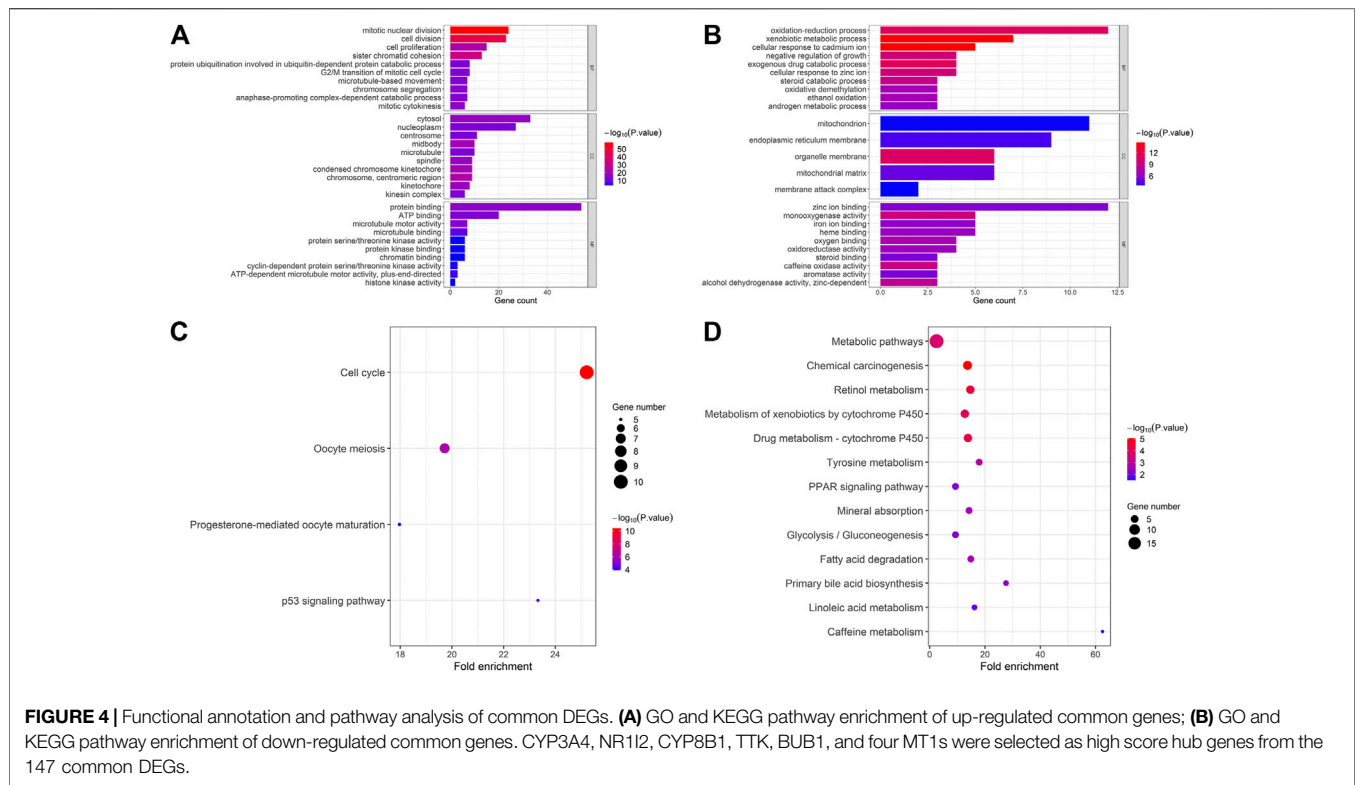 A
mitotic nuclear division
cell division
cell proliferation
sister chromatid cohesion
protein ubiquitination involved in ubiquitin-dependent protein catabolic process
G2/M transition of mitotic cell cycle
microtubule-based movement
chromosome segregation
anaphase-promoting complex-dependent catabolic process
mitotic cytokinesis
BP
cytosol
nucleoplasm
centrosome
midbody
microtubule
spindle
condensed chromosome kinetochore
chromosome, centromeric region
kinetochore
kinesin complex
CC
protein binding
ATP binding
microtubule motor activity
microtubule binding
protein serine/threonine kinase activity
protein kinase binding
chromatin binding
cyclin-dependent protein serine/threonine kinase activity
ATP-dependent microtubule motor activity, plus-end-directed
histone kinase activity
MF
0 20 40
Gene count
−log10(P.value)
50
40
30
20
10
B
oxidation-reduction process
xenobiotic metabolic process
cellular response to cadmium ion
negative regulation of growth
exogenous drug catabolic process
cellular response to zinc ion
steroid catabolic process
oxidative demethylation
ethanol oxidation
androgen metabolic process
BP
mitochondrion
endoplasmic reticulum membrane
organelle membrane
mitochondrial matrix
membrane attack complex
CC
zinc ion binding
monooxygenase activity
iron ion binding
heme binding
oxygen binding
oxidoreductase activity
steroid binding
caffeine oxidase activity
aromatase activity
alcohol dehydrogenase activity, zinc-dependent
MF
0.0 2.5 5.0 7.5 10.0 12.5
Gene count
−log10(P.value)
12
9
6
C
Cell cycle
Oocyte meiosis
Progesterone-mediated oocyte maturation
p53 signaling pathway
18 20 22 24
Fold enrichment
Gene number
5
6
7
8
9
10
−log10(P.value)
10
8
6
4
D
Metabolic pathways
Chemical carcinogenesis
Retinol metabolism
Metabolism of xenobiotics by cytochrome P450
Drug metabolism - cytochrome P450
Tyrosine metabolism
PPAR signaling pathway
Mineral absorption
Glycolysis / Gluconeogenesis
Fatty acid degradation
Primary bile acid biosynthesis
Linoleic acid metabolism
Caffeine metabolism
0 20 40 60
Fold enrichment
−log10(P.value)
5
4
3
2
Gene number
5
10
15
FIGURE 4 | Functional annotation and pathway analysis of common DEGs. (A) GO and KEGG pathway enrichment of up-regulated common genes; (B) GO and
KEGG pathway enrichment of down-regulated common genes. CYP3A4, NR1I2, CYP8B1, TTK, BUB1, and four MT1s were selected as high score hub genes from the
147 common DEGs.